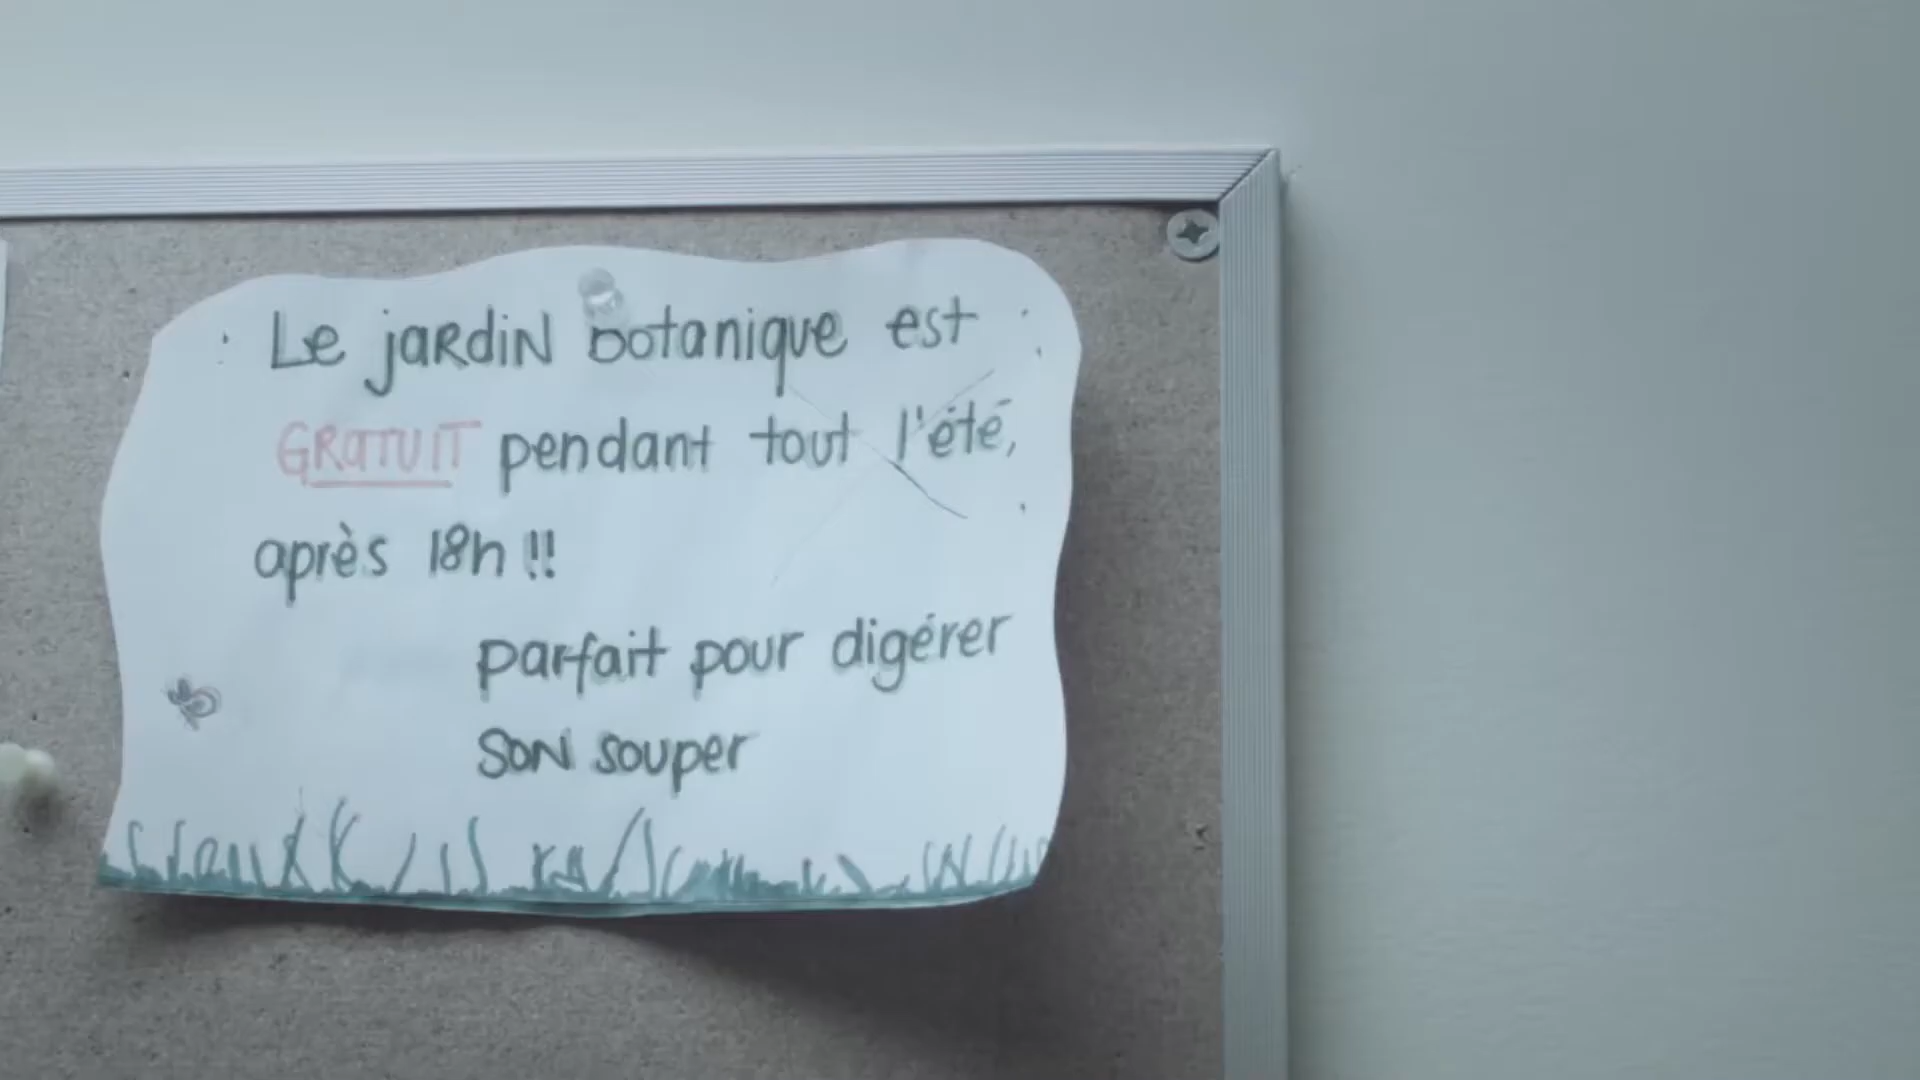 Le jardin botanique est
GRATUIT pendant tout l'été,
après 18h !!
parfait pour digérer
son souper